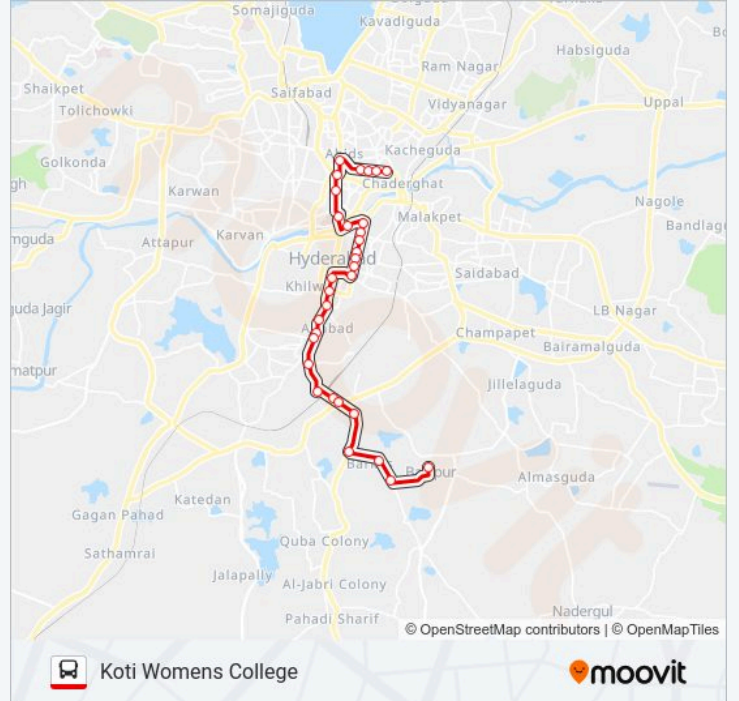 Somajiguda
Kavadiguda
Habsiguda
Ram Nagar
Shaikpet
Saifabad
Vidyanagar
Uppal
Tolichowki
Abids
Kacheguda
Golkonda
Chaderghat
Karwan
Nagole
Malakpet
Karvan
Attapur
Hyderabad
Saidabad
LB Nagar
Champapet
Bairamalguda
Jillelaguda
Almasguda
Katedan
Gagan Pahad
Quba Colony
Sathamrai
Jalapally
Al-Jabri Colony
Nadergul
Pahadi Sharif
© OpenStreetMap contributors | © OpenMapTiles
Koti Womens College
moovit